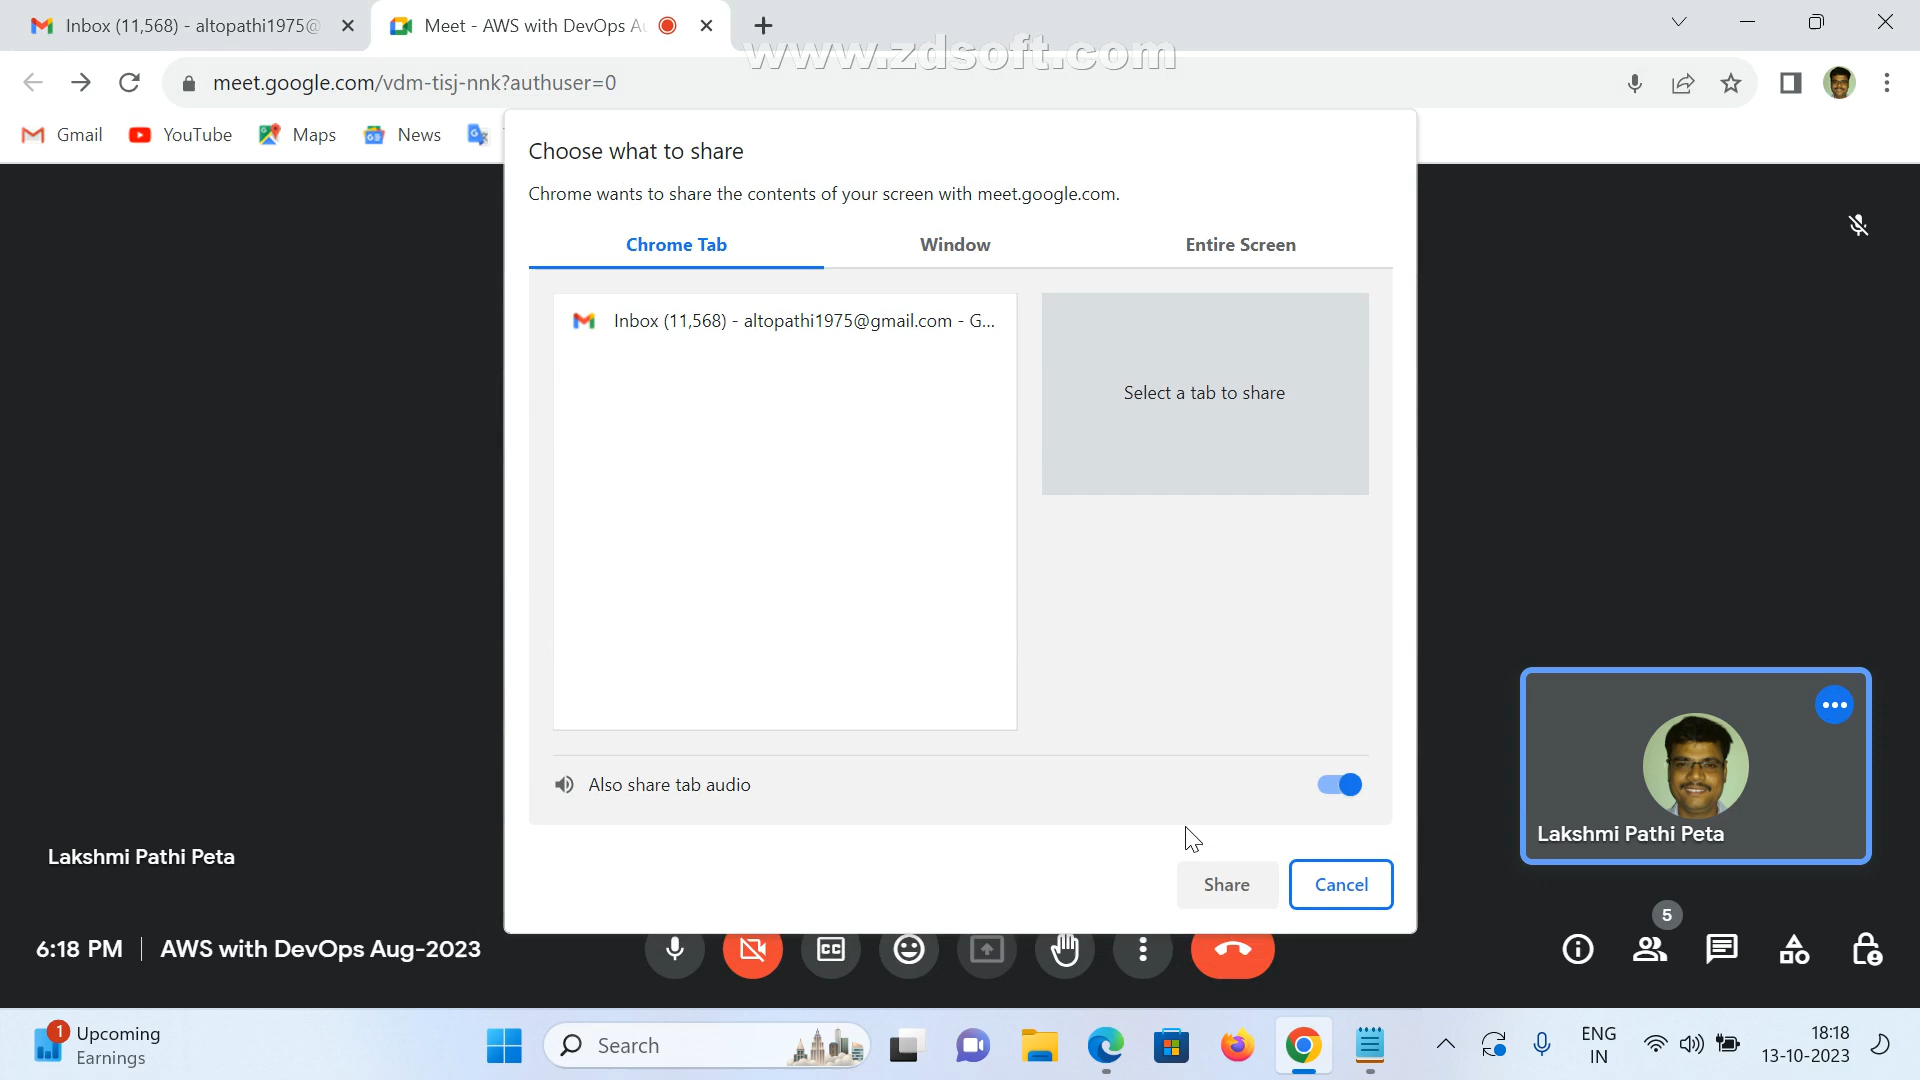 Inbox (11,568) - altopathi1975@
Meet - AWS with DevOps Au
www.zdsoft.com
meet.google.com/vdm-tisj-nnk?authuser=0
Gmail
YouTube
Maps
News
Choose what to share
Chrome wants to share the contents of your screen with meet.google.com.
Chrome Tab
Window
Entire Screen
Inbox (11,568) - altopathi1975@gmail.com - G...
Select a tab to share
Also share tab audio
Share
Cancel
Lakshmi Pathi Peta
Lakshmi Pathi Peta
6:18 PM
AWS with DevOps Aug-2023
CC
5
1
Upcoming
Earnings
Search
ENG
IN
18:18
13-10-2023